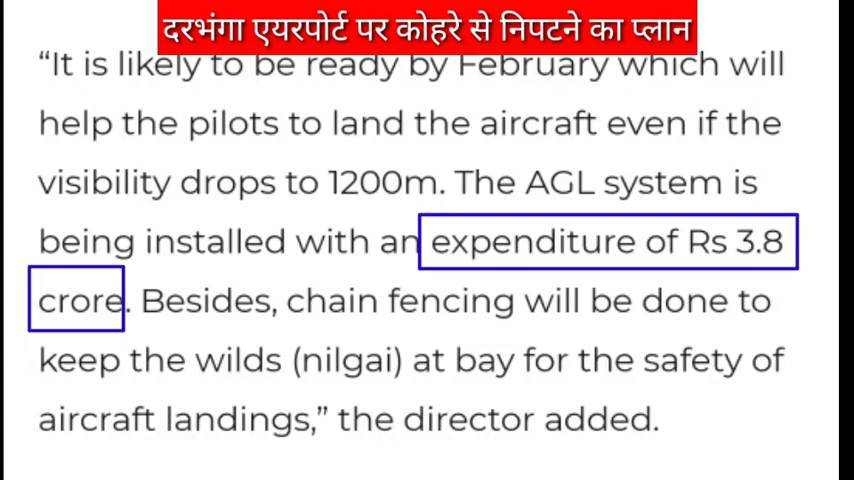 दरभंगा एयरपोर्ट पर कोहरे से निपटने का प्लान
“It is likely to be ready by February which will
help the pilots to land the aircraft even if the
visibility drops to 1200m. The AGL system is
being installed with an expenditure of Rs 3.8
crore. Besides, chain fencing will be done to
keep the wilds (nilgai) at bay for the safety of
aircraft landings,” the director added.